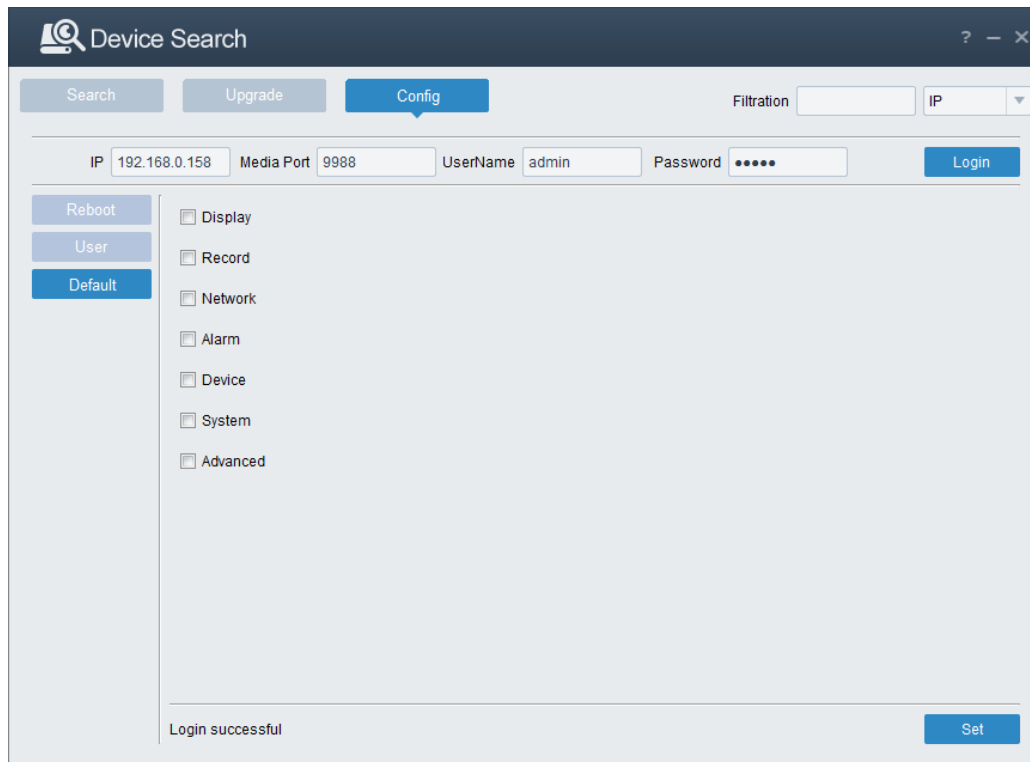 Device Search
? – ×
Search Upgrade Config Filtration IP
IP 192.168.0.158 Media Port 9988 UserName admin Password ●●●●● Login
Reboot
User
Default
Display
Record
Network
Alarm
Device
System
Advanced
Login successful Set